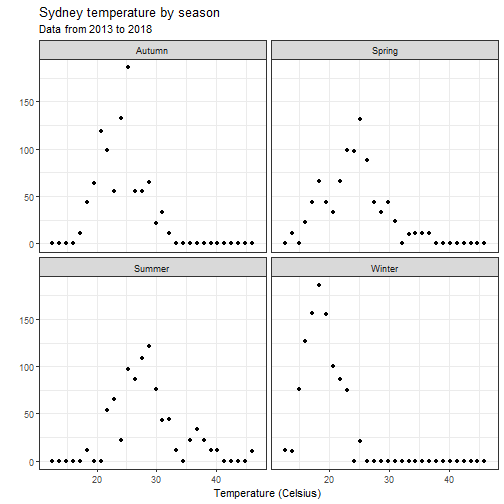 Sydney temperature by season
Data from 2013 to 2018
Autumn
Spring
150
100
50
0
Summer
Winter
150
100
50
0
20
30
40
20
30
40
Temperature (Celsius)